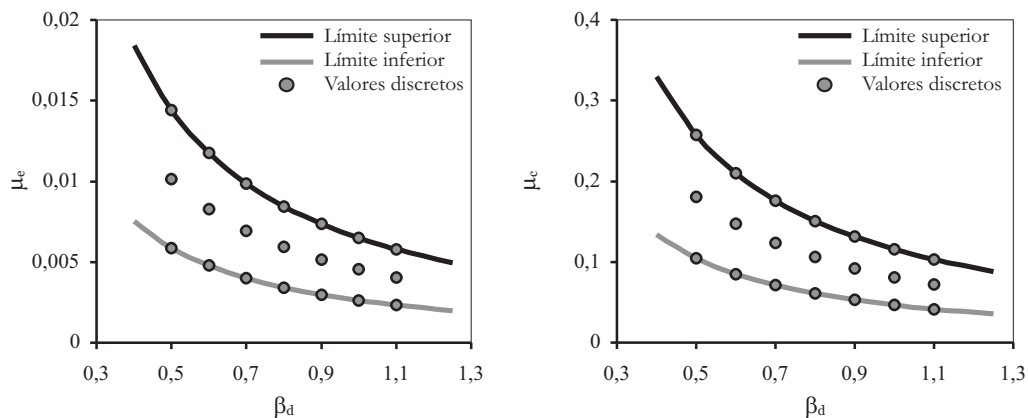 0,02
0,015
0,01
0,005
0
μe
0,3
0,5
0,7
0,9
1,1
1,3
βd
Límite superior
Límite inferior
Valores discretos
0,4
0,3
0,2
0,1
0
μc
0,3
0,5
0,7
0,9
1,1
1,3
βd
Límite superior
Límite inferior
Valores discretos